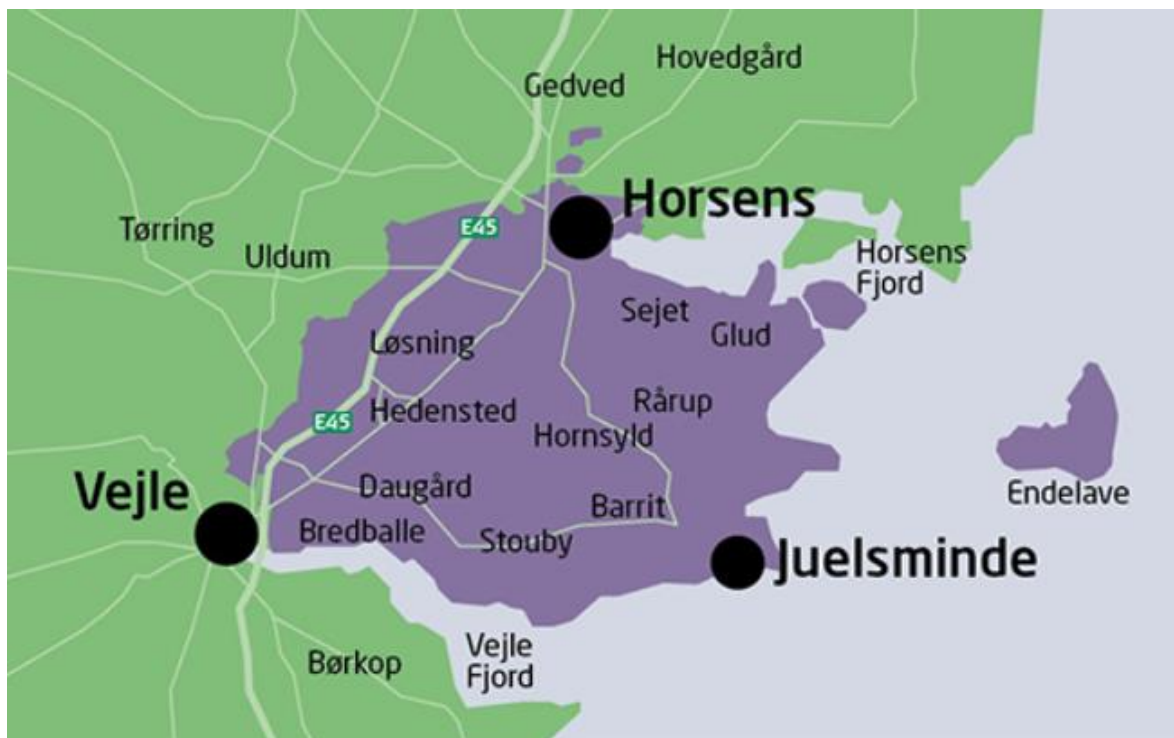 Hovedgård
Gedved
Horsens
E45
Tørring
Uldum
Horsens
Fjord
Sejet
Glud
Løsning
Rårup
Hedensted
E45
Hornsyld
Daugård
Vejle
Endelave
Barrit
Bredballe
Stouby
Juelsminde
Vejle
Fjord
Børkop